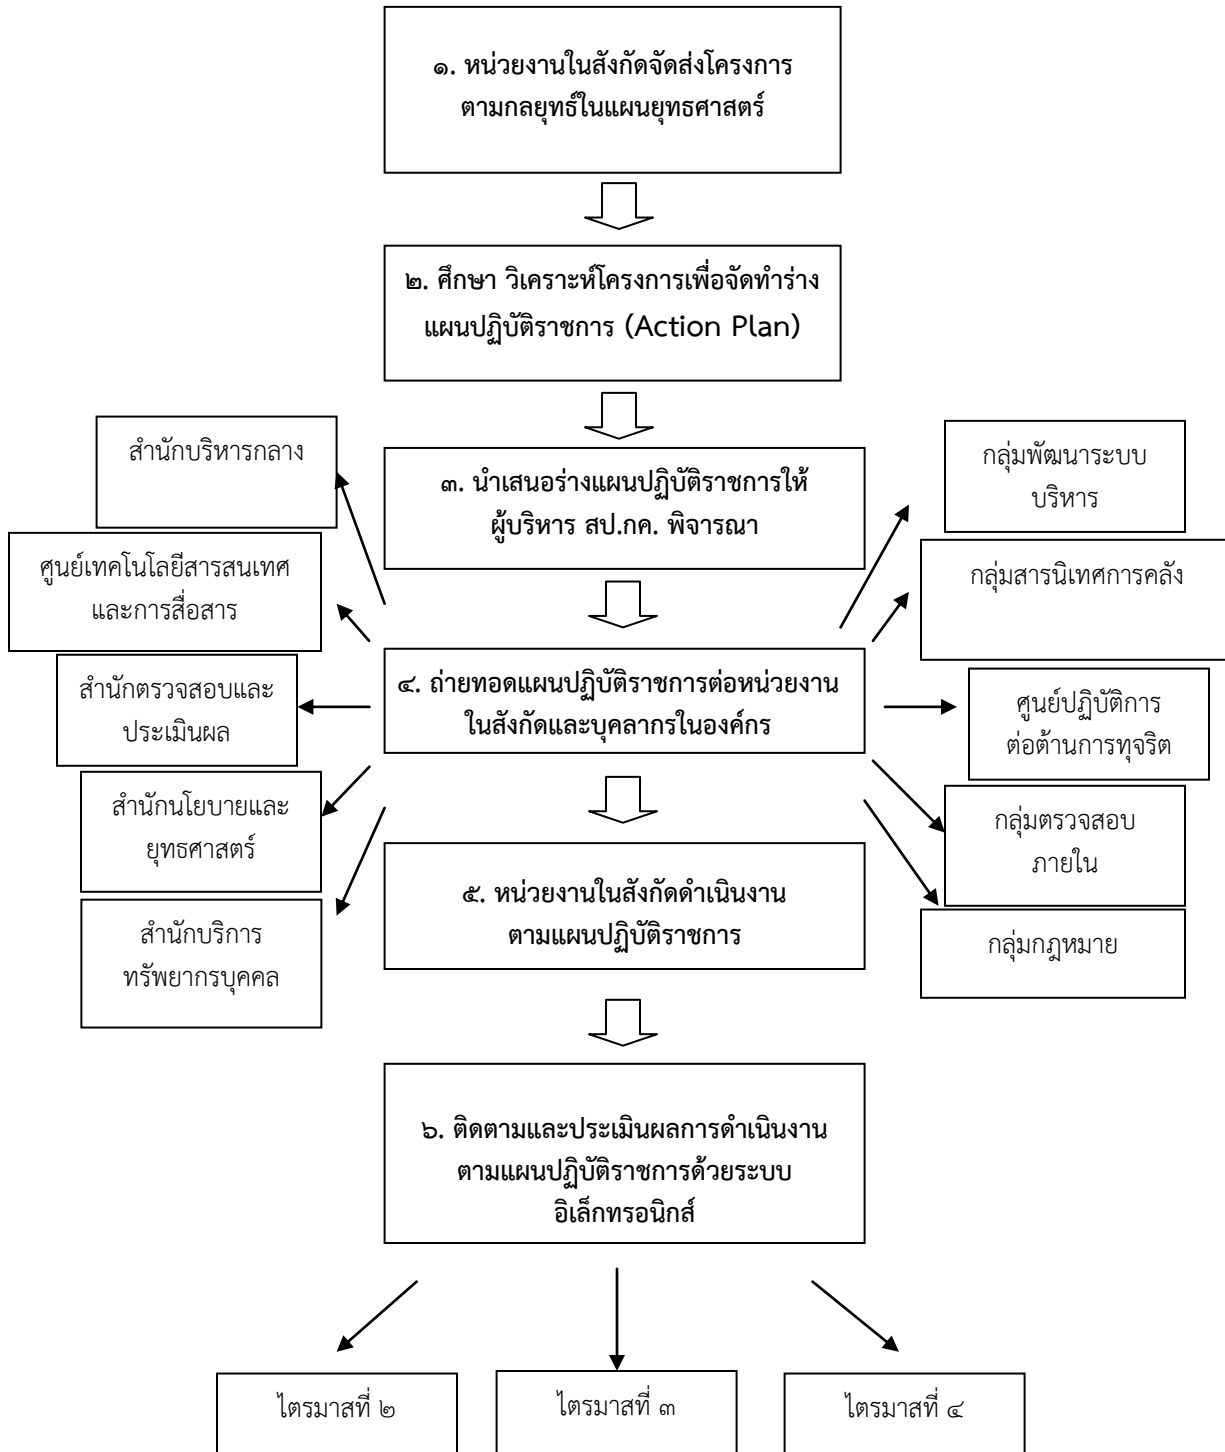 ๑. หน่วยงานในสังกัดจัดส่งโครงการ
ตามกลยุทธ์ในแผนยุทธศาสตร์
๒. ศึกษา วิเคราะห์โครงการเพื่อจัดทำร่าง
แผนปฏิบัติราชการ (Action Plan)
๓. นำเสนอร่างแผนปฏิบัติราชการให้
ผู้บริหาร สป.กค. พิจารณา
สำนักบริหารกลาง
ศูนย์เทคโนโลยีสารสนเทศ
และการสื่อสาร
สำนักตรวจสอบและ
ประเมินผล
สำนักนโยบายและ
ยุทธศาสตร์
สำนักบริการ
ทรัพยากรบุคคล
๔. ถ่ายทอดแผนปฏิบัติราชการต่อหน่วยงาน
ในสังกัดและบุคลากรในองค์กร
กลุ่มพัฒนาระบบ
บริหาร
กลุ่มสารนิเทศการคลัง
ศูนย์ปฏิบัติการ
ต่อต้านการทุจริต
กลุ่มตรวจสอบ
ภายใน
กลุ่มกฎหมาย
๕. หน่วยงานในสังกัดดำเนินงาน
ตามแผนปฏิบัติราชการ
๖. ติดตามและประเมินผลการดำเนินงาน
ตามแผนปฏิบัติราชการด้วยระบบ
อิเล็กทรอนิกส์
ไตรมาสที่ ๒
ไตรมาสที่ ๓
ไตรมาสที่ ๔